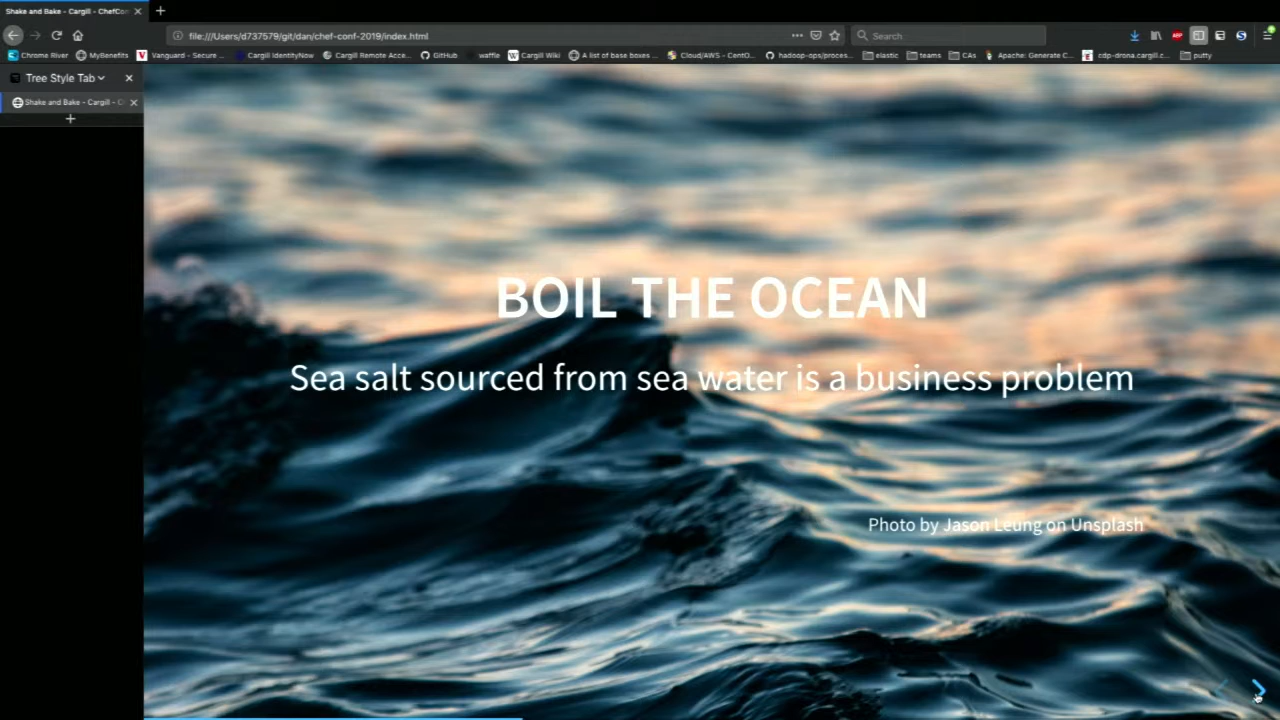 Shake and Bake - Cargill - ChefCon
file:///Users/d737579/git/dan/chef-conf-2019/index.html
Search
Chrome River
MyBenefits
Vanguard - Secure ...
Cargill IdentityNow
Cargill Remote Acce...
GitHub
waffle
Cargill Wiki
A list of base boxes ...
Cloud/AWS - CentO...
hadoop-ops/proces...
elastic
teams
CAs
Apache: Generate C...
cdp-drona.cargill.c...
putty
Tree Style Tab
Shake and Bake - Cargill - C
BOIL THE OCEAN
Sea salt sourced from sea water is a business problem
Photo by Jason Leung on Unsplash